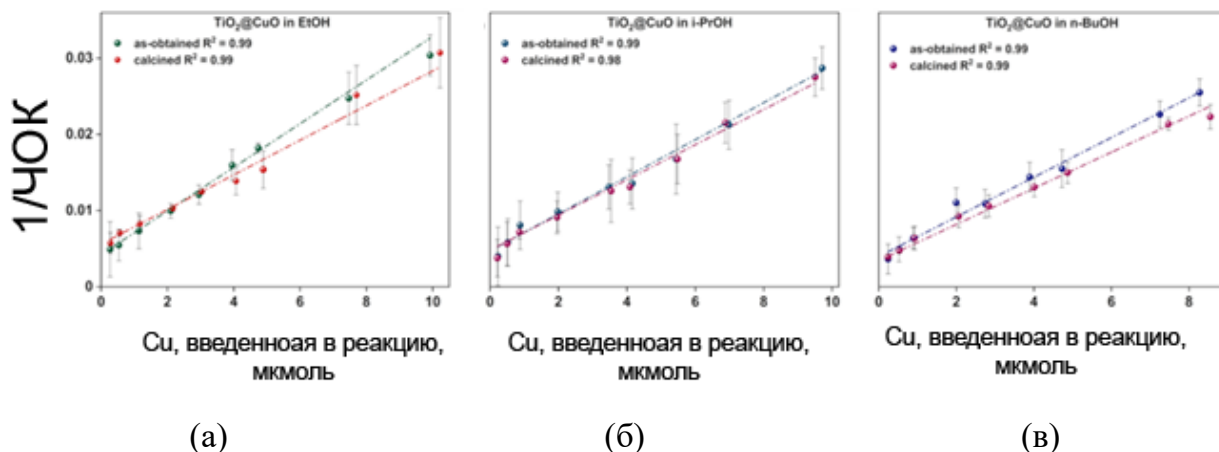 1/ЧОК
TiO2@CuO in EtOH
as-obtained R² = 0.99
calcined R² = 0.99
0.03
0.02
0.01
0
0 2 4 6 8 10
Cu, введенноая в реакцию,
мкмоль
(а)
TiO2@CuO in i-PrOH
as-obtained R² = 0.99
calcined R² = 0.98
0 2 4 6 8 10
Cu, введенноая в реакцию,
мкмоль
(б)
TiO2@CuO in n-BuOH
as-obtained R² = 0.99
calcined R² = 0.99
0 2 4 6 8
Cu, введенноая в реакцию,
мкмоль
(в)